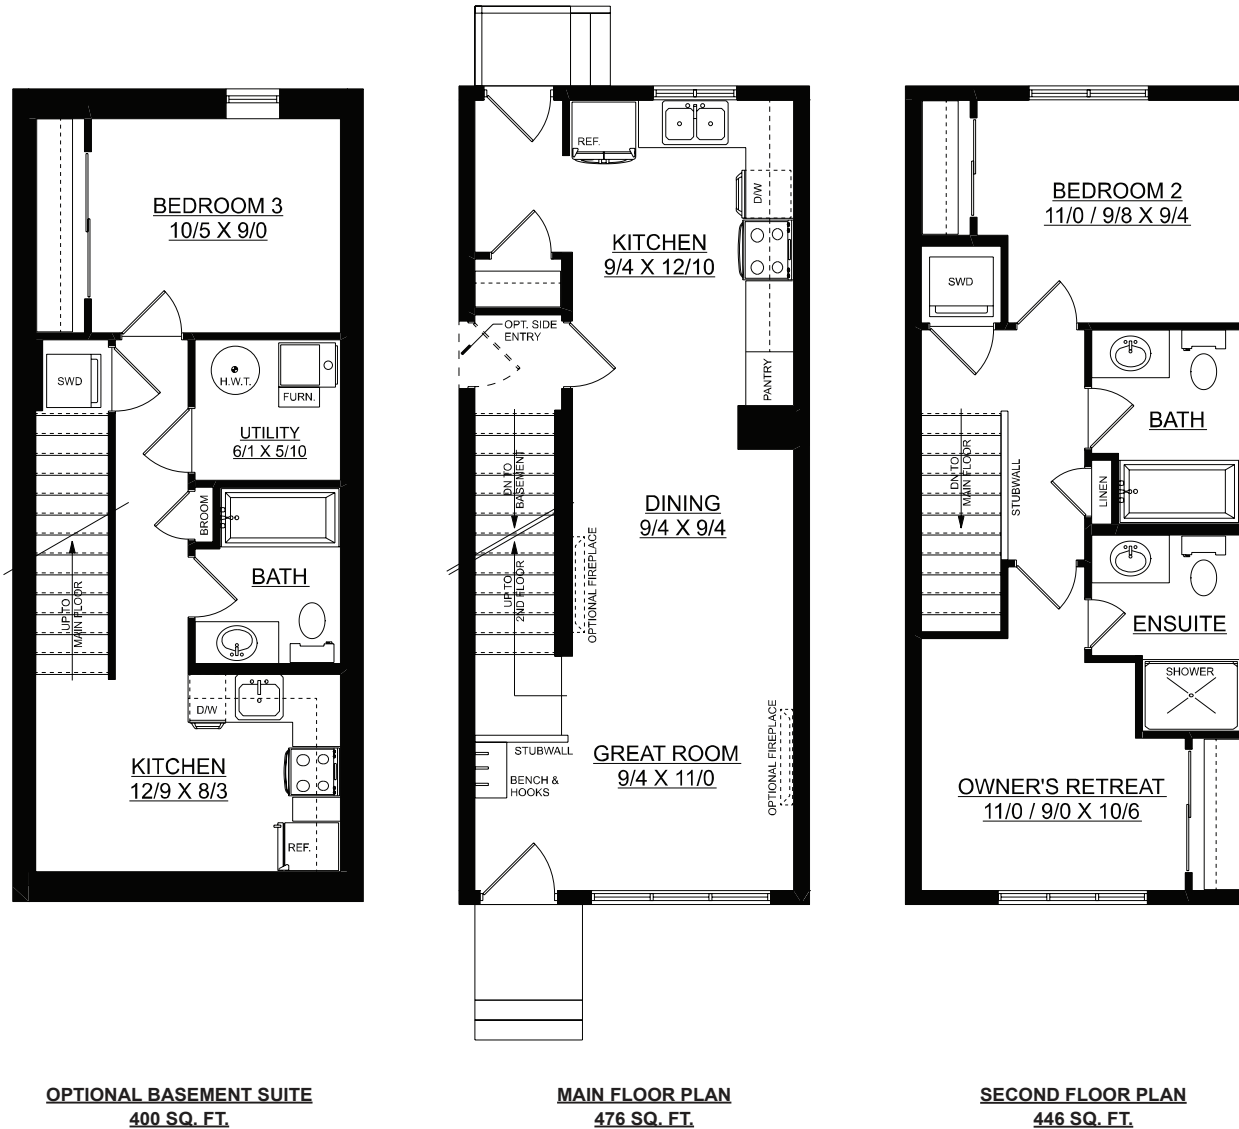 BEDROOM 3
10/5 X 9/0
SWD
H.W.T.
FURN.
UTILITY
6/1 X 5/10
BROOM
BATH
UP TO
MAIN FLOOR
D/W
KITCHEN
12/9 X 8/3
REF.
OPTIONAL BASEMENT SUITE
400 SQ. FT.
REF.
D/W
KITCHEN
9/4 X 12/10
OPT. SIDE
ENTRY
PANTRY
DN TO
BASEMENT
DINING
9/4 X 9/4
UP TO
2ND FLOOR
OPTIONAL FIREPLACE
STUBWALL
BENCH &
HOOKS
GREAT ROOM
9/4 X 11/0
OPTIONAL FIREPLACE
MAIN FLOOR PLAN
476 SQ. FT.
BEDROOM 2
11/0 / 9/8 X 9/4
SWD
BATH
DN TO
MAIN FLOOR
STUBWALL
LINEN
ENSUITE
SHOWER
OWNER'S RETREAT
11/0 / 9/0 X 10/6
SECOND FLOOR PLAN
446 SQ. FT.